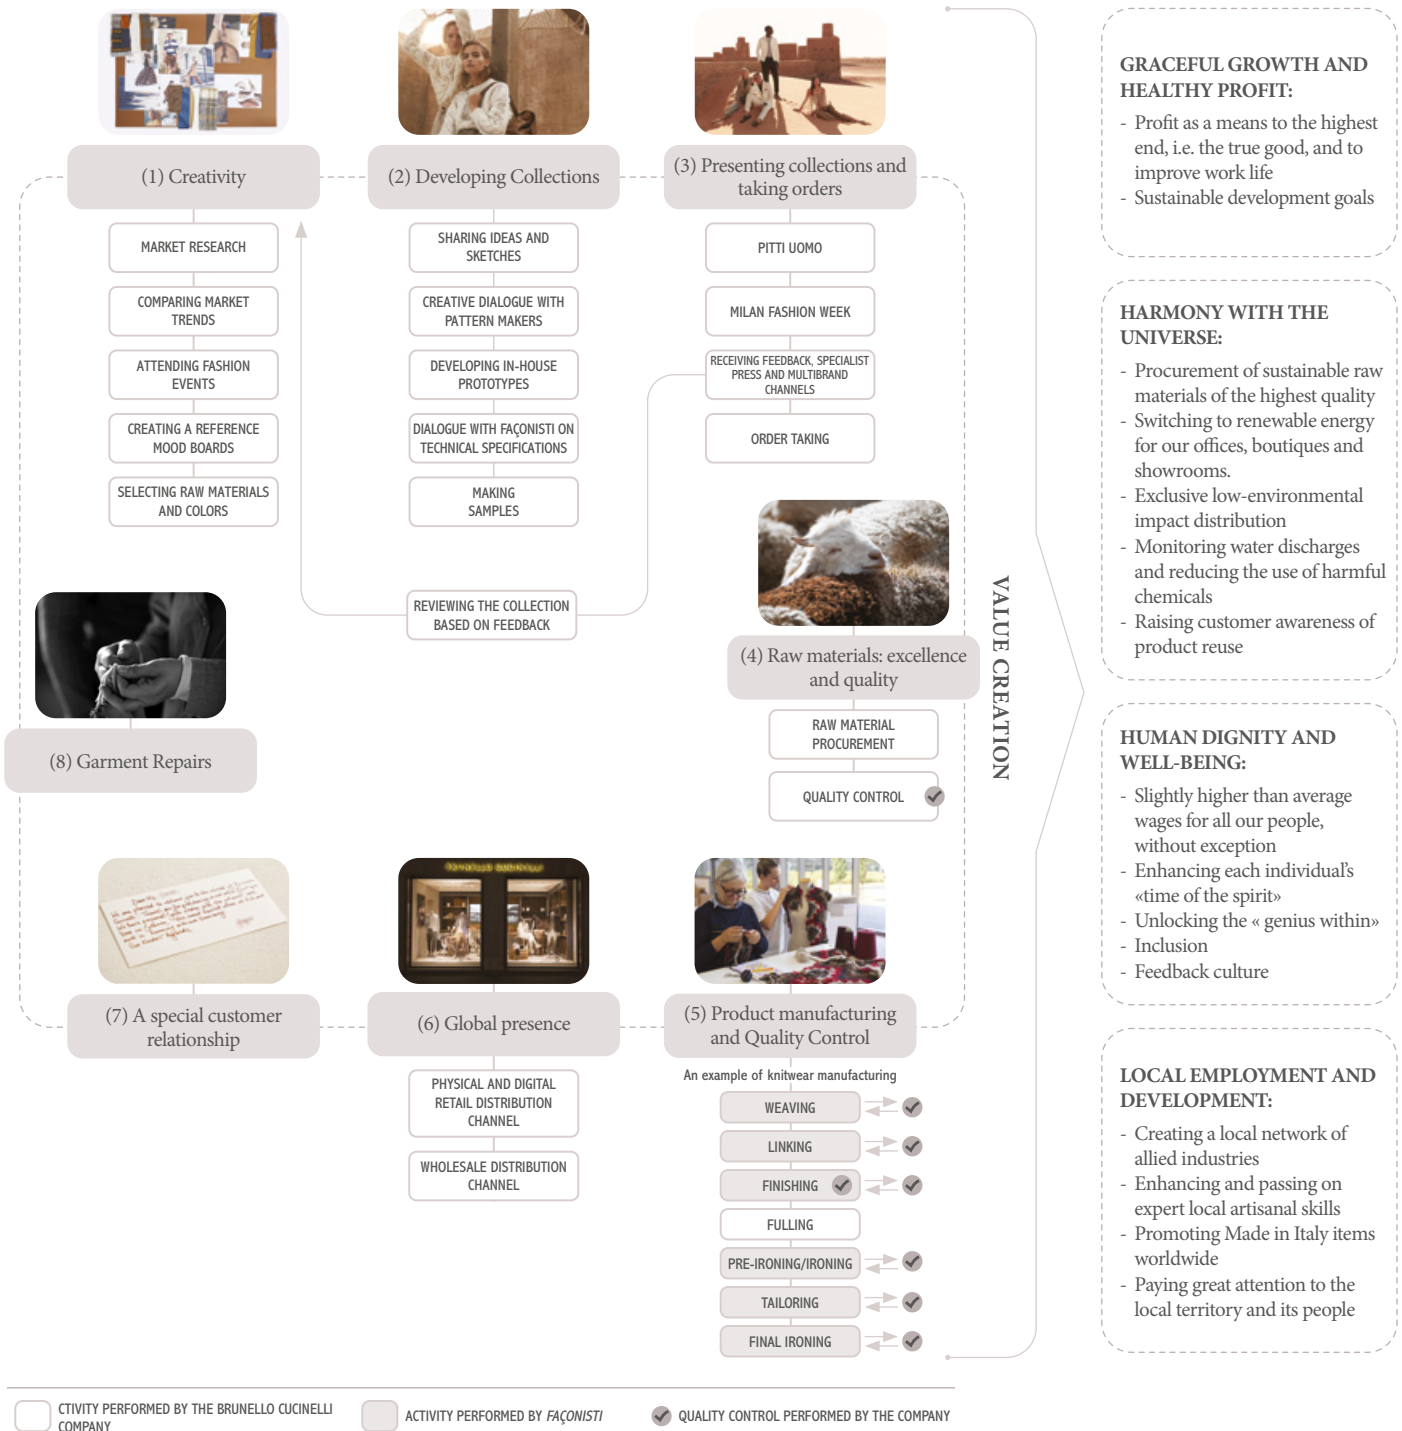 (1) Creativity
MARKET RESEARCH
COMPARING MARKET
TRENDS
ATTENDING FASHION
EVENTS
CREATING A REFERENCE
MOOD BOARDS
SELECTING RAW MATERIALS
AND COLORS
(2) Developing Collections
SHARING IDEAS AND
SKETCHES
CREATIVE DIALOGUE WITH
PATTERN MAKERS
DEVELOPING IN-HOUSE
PROTOTYPES
DIALOGUE WITH FAÇONISTI ON
TECHNICAL SPECIFICATIONS
MAKING
SAMPLES
REVIEWING THE COLLECTION
BASED ON FEEDBACK
(3) Presenting collections and
taking orders
PITTI UOMO
MILAN FASHION WEEK
RECEIVING FEEDBACK, SPECIALIST
PRESS AND MULTIBRAND
CHANNELS
ORDER TAKING
(4) Raw materials: excellence
and quality
RAW MATERIAL
PROCUREMENT
QUALITY CONTROL
(5) Product manufacturing
and Quality Control
An example of knitwear manufacturing
WEAVING
LINKING
FINISHING
FULLING
PRE-IRONING/IRONING
TAILORING
FINAL IRONING
(6) Global presence
PHYSICAL AND DIGITAL
RETAIL DISTRIBUTION
CHANNEL
WHOLESALE DISTRIBUTION
CHANNEL
(7) A special customer
relationship
(8) Garment Repairs
VALUE CREATION
GRACEFUL GROWTH AND
HEALTHY PROFIT:
- Profit as a means to the highest
end, i.e. the true good, and to
improve work life
- Sustainable development goals
HARMONY WITH THE
UNIVERSE:
- Procurement of sustainable raw
materials of the highest quality
- Switching to renewable energy
for our offices, boutiques and
showrooms.
- Exclusive low-environmental
impact distribution
- Monitoring water discharges
and reducing the use of harmful
chemicals
- Raising customer awareness of
product reuse
HUMAN DIGNITY AND
WELL-BEING:
- Slightly higher than average
wages for all our people,
without exception
- Enhancing each individual's
«time of the spirit»
- Unlocking the « genius within»
- Inclusion
- Feedback culture
LOCAL EMPLOYMENT AND
DEVELOPMENT:
- Creating a local network of
allied industries
- Enhancing and passing on
expert local artisanal skills
- Promoting Made in Italy items
worldwide
- Paying great attention to the
local territory and its people
CTIVITY PERFORMED BY THE BRUNELLO CUCINELLI
COMPANY
ACTIVITY PERFORMED BY FAÇONISTI
QUALITY CONTROL PERFORMED BY THE COMPANY